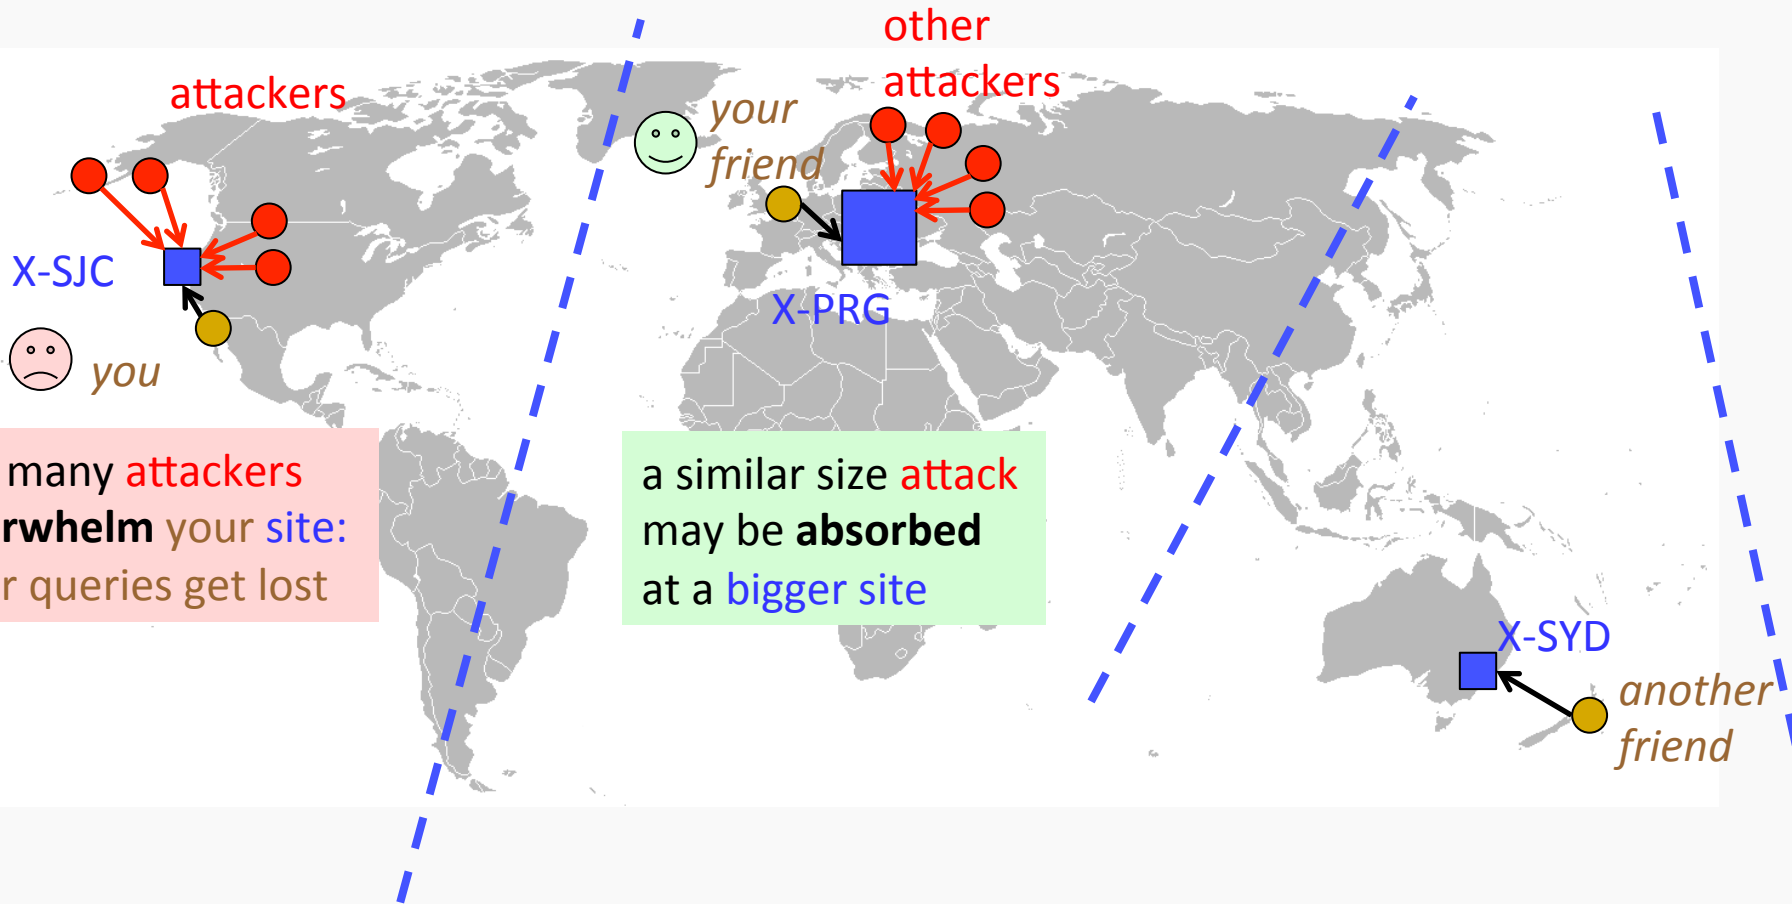 other
attackers
attackers
your
friend
X-SJC
X-PRG
you
many attackers
rwhelm your site:
r queries get lost
a similar size attack
may be absorbed
at a bigger site
X-SYD
another
friend